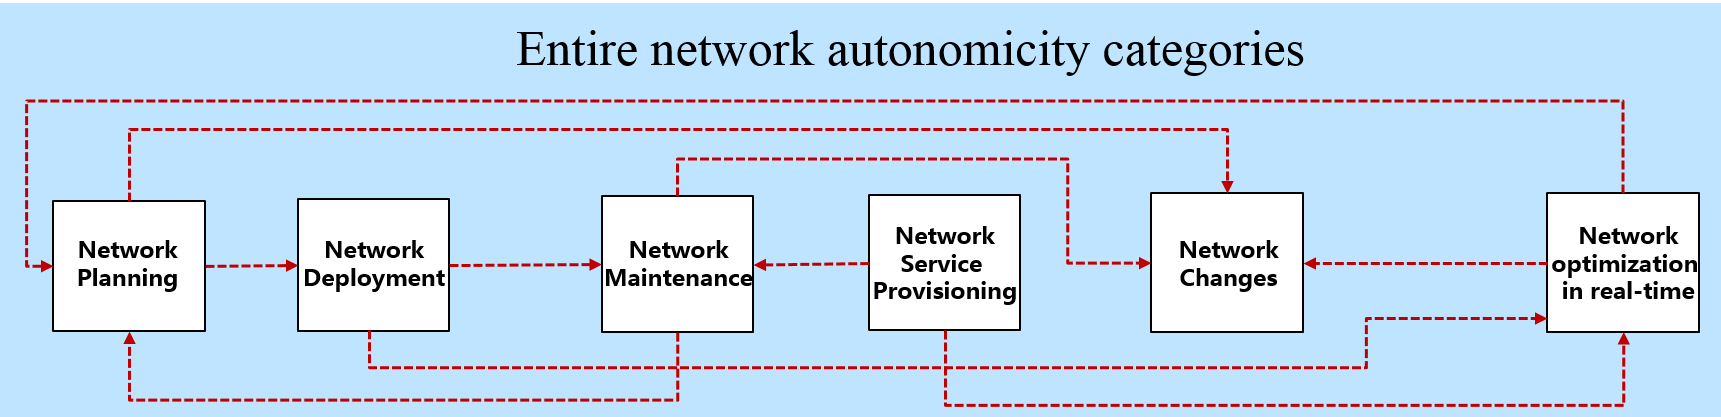 Entire network autonomicity categories
Network
Planning
Network
Deployment
Network
Maintenance
Network
Service
Provisioning
Network
Changes
Network
optimization
in real-time